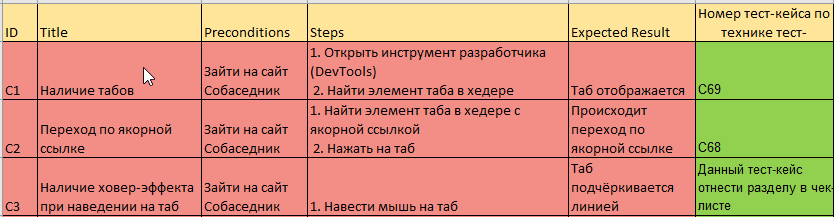 ID
Title
Preconditions
Steps
Expected Result
Номер тест-кейса по
технике тест-
C1
Наличие табов
Зайти на сайт
Собаседник
1. Открыть инструмент разработчика
(DevTools)
2. Найти элемент таба в хедере
Таб отображается
C69
C2
Переход по якорной
ссылке
Зайти на сайт
Собаседник
1. Найти элемент таба в хедере с
якорной ссылкой
2. Нажать на таб
Происходит
переход по
якорной ссылке
C68
C3
Наличие ховер-эффекта
при наведении на таб
Зайти на сайт
Собаседник
1. Навести мышь на таб
Таб
подчёркивается
линией
Данный тест-кейс
отнести разделу в чек-
листе